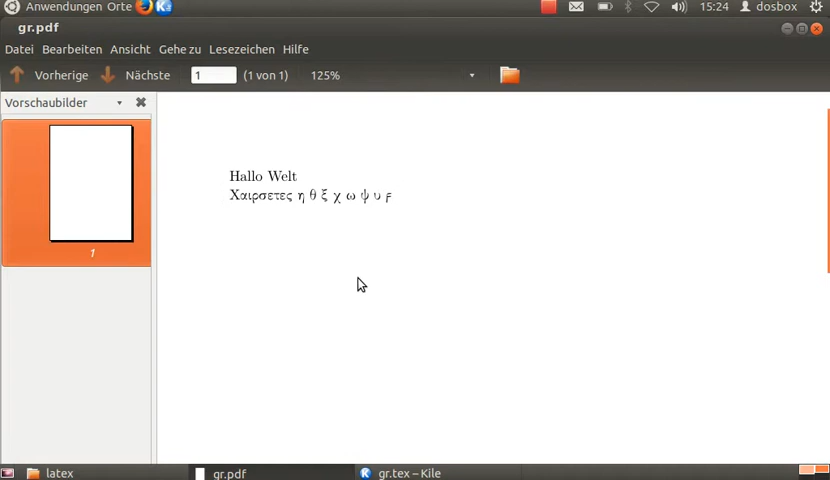 Anwendungen Orte 15:24 dosbox
gr.pdf
Datei Bearbeiten Ansicht Gehe zu Lesezeichen Hilfe
Vorherige Nächste 1 (1 von 1) 125%
Vorschaubilder
1
Hallo Welt
Χαιρσετες η θ ξ χ ω ψ υ ϝ
latex gr.pdf gr.tex – Kile